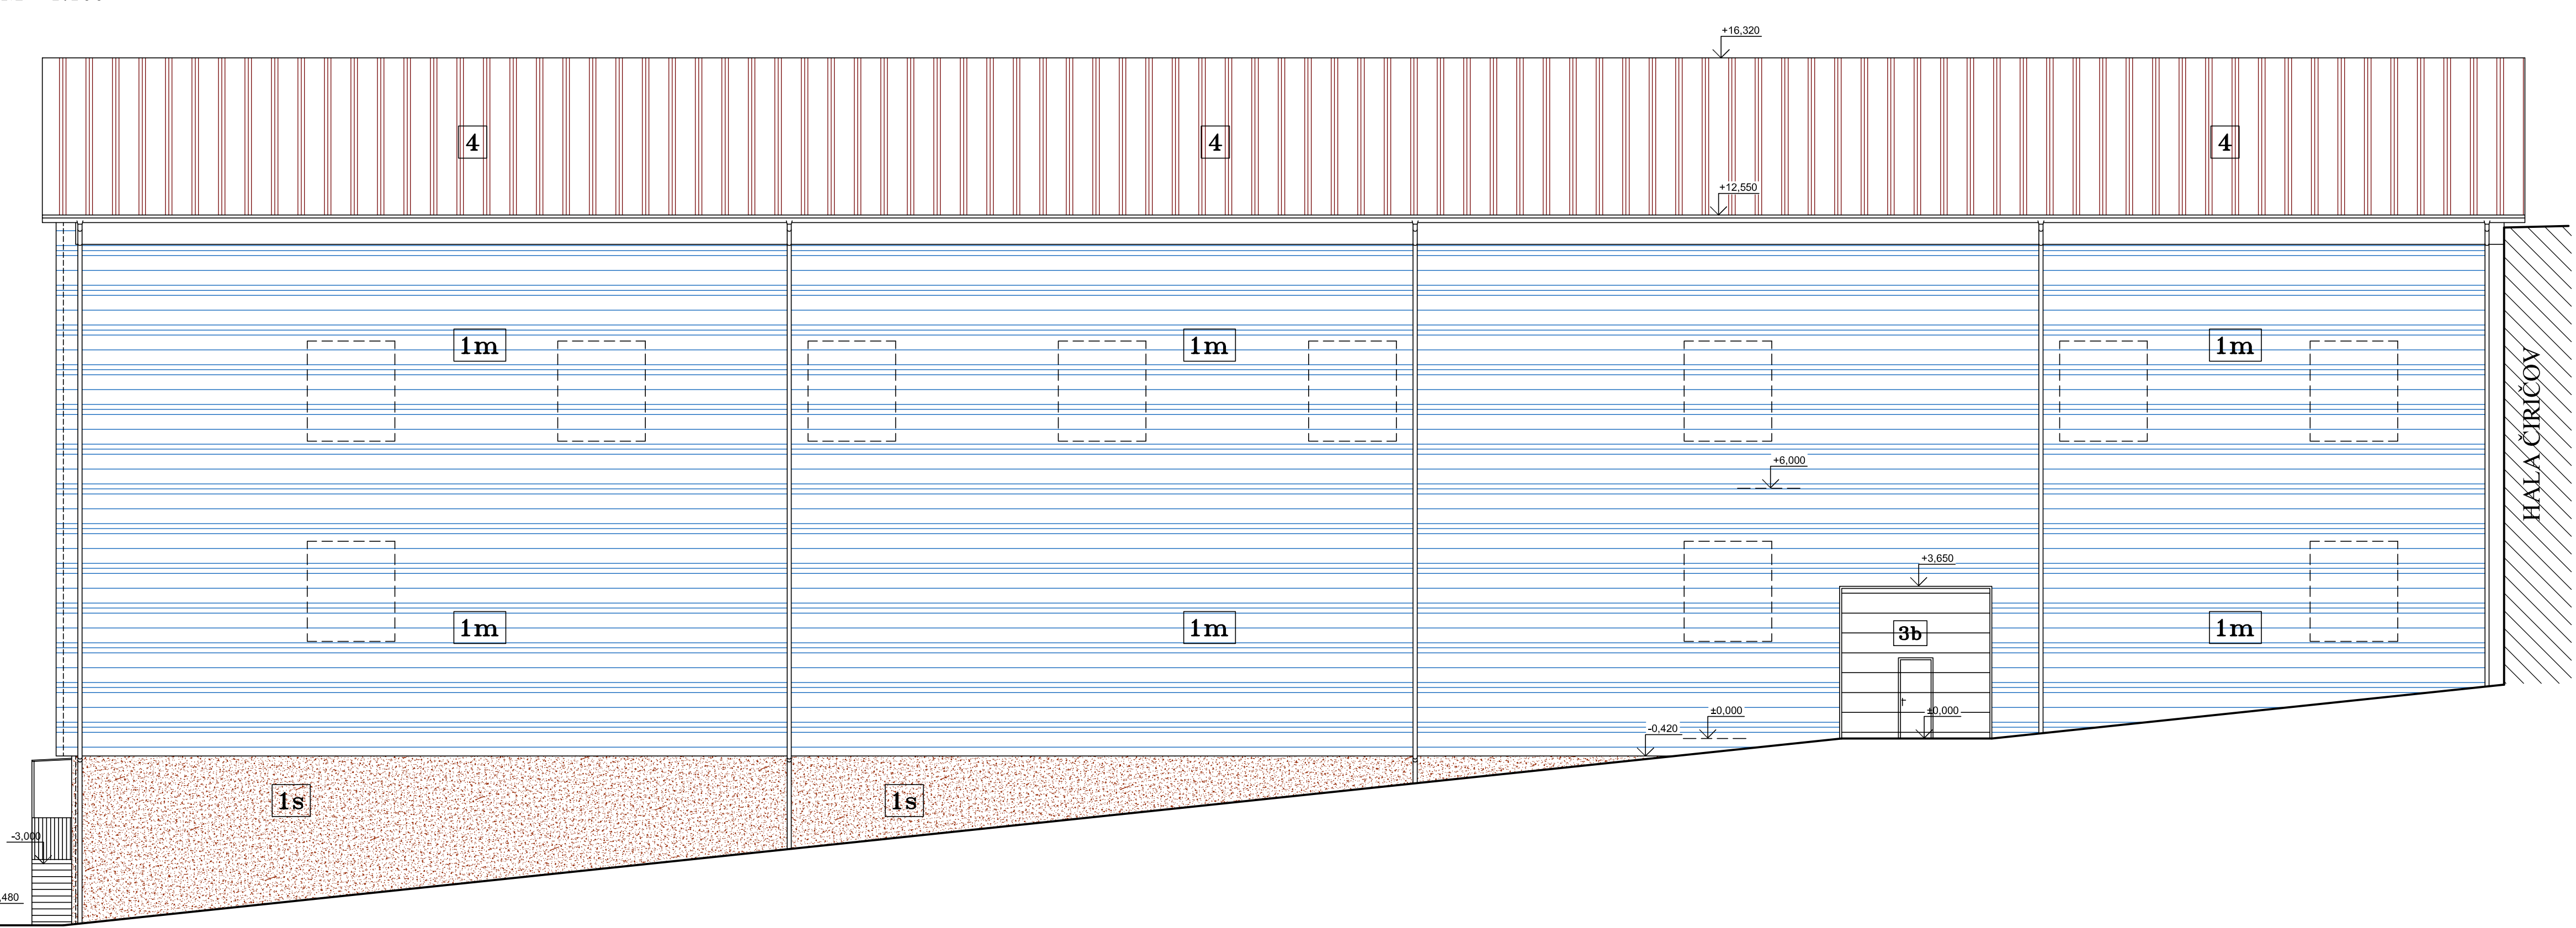 +16,320
4
4
4
+12,550
1m
1m
1m
HALA ČIRIČOV
+6,000
+3,650
1m
1m
3b
1m
±0,000
±0,000
-0,420
1s
1s
-3,000
,480